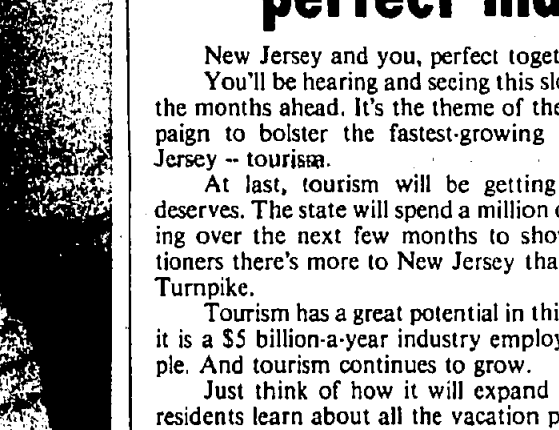 perfect
New Jersey and you, perfect
You'll be hearing and seeing this
the months ahead. It's the theme of the
paign to bolster the fastest-growing
Jersey -- tourism.
At last, tourism will be getting
deserves. The state will spend a million
ing over the next few months to
tioners there's more to New Jersey
Turnpike.
Tourism has a great potential in
it is a $5 billion-a-year industry
ple. And tourism continues to grow.
Just think of how it will expand
residents learn about all the vacation